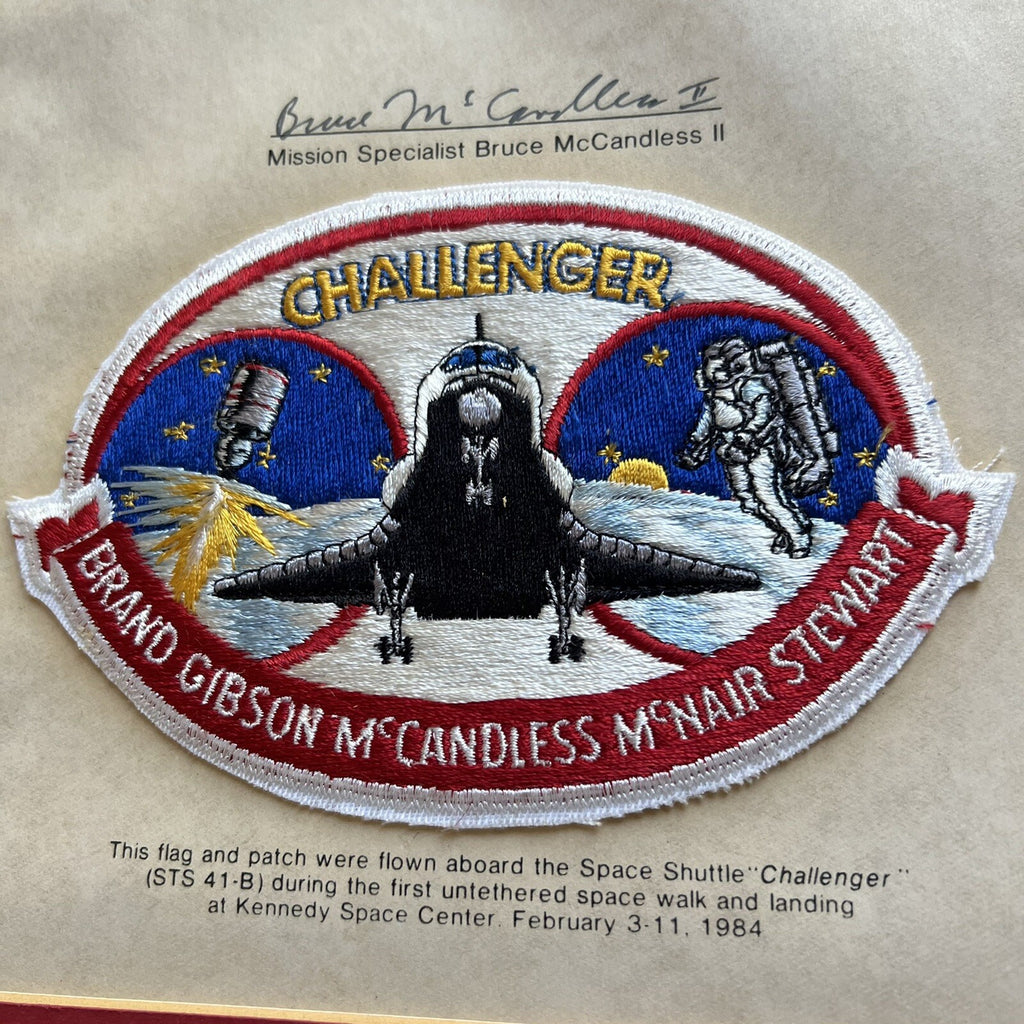 Bruce McCandless II
Mission Specialist Bruce McCandless II
CHALLENGER
BRAND GIBSON McCANDLESS McNAIR STEWART
This flag and patch were flown aboard the Space Shuttle "Challenger"
(STS 41-B) during the first untethered space walk and landing
at Kennedy Space Center. February 3-11, 1984